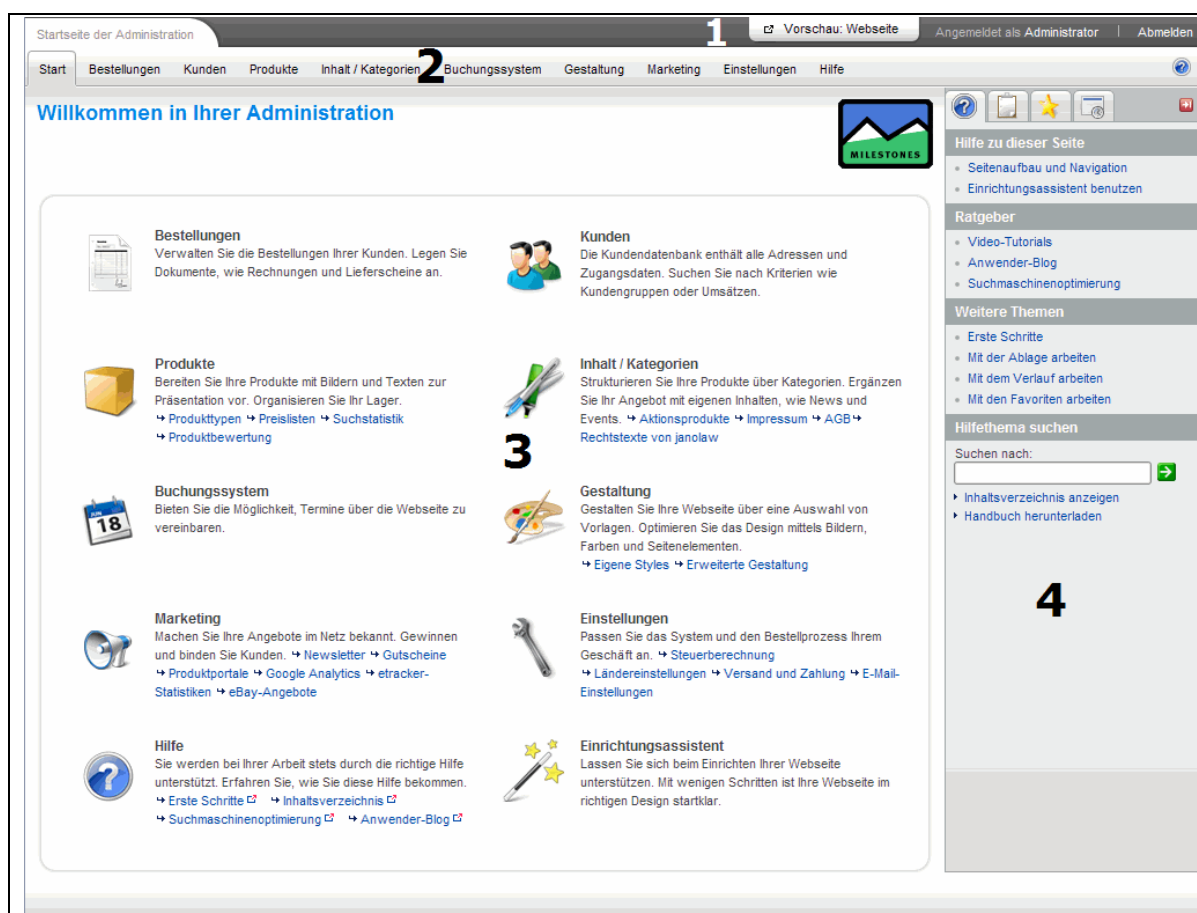 Startseite der Administration
1
Vorschau: Webseite
Angemeldet als Administrator | Abmelden
Start Bestellungen Kunden Produkte Inhalt / Kategorien 2 Buchungssystem Gestaltung Marketing Einstellungen Hilfe
Willkommen in Ihrer Administration
MILESTONES
Bestellungen
Verwalten Sie die Bestellungen Ihrer Kunden. Legen Sie
Dokumente, wie Rechnungen und Lieferscheine an.
Kunden
Die Kundendatenbank enthält alle Adressen und
Zugangsdaten. Suchen Sie nach Kriterien wie
Kundengruppen oder Umsätzen.
Produkte
Bereiten Sie Ihre Produkte mit Bildern und Texten zur
Präsentation vor. Organisieren Sie Ihr Lager.
Produkttypen Preislisten Suchstatistik
Produktbewertung
Inhalt / Kategorien
Strukturieren Sie Ihre Produkte über Kategorien. Ergänzen
Sie Ihr Angebot mit eigenen Inhalten, wie News und
Events. Aktionsprodukte Impressum AGB
Rechtstexte von janolaw
3
Buchungssystem
Bieten Sie die Möglichkeit, Termine über die Webseite zu
vereinbaren.
JUN
18
Gestaltung
Gestalten Sie Ihre Webseite über eine Auswahl von
Vorlagen. Optimieren Sie das Design mittels Bildern,
Farben und Seitenelementen.
Eigene Styles Erweiterte Gestaltung
Marketing
Machen Sie Ihre Angebote im Netz bekannt. Gewinnen
und binden Sie Kunden. Newsletter Gutscheine
Produktportale Google Analytics etracker-
Statistiken eBay-Angebote
Einstellungen
Passen Sie das System und den Bestellprozess Ihrem
Geschäft an. Steuerberechnung
Ländereinstellungen Versand und Zahlung E-Mail-
Einstellungen
Hilfe
Sie werden bei Ihrer Arbeit stets durch die richtige Hilfe
unterstützt. Erfahren Sie, wie Sie diese Hilfe bekommen.
Erste Schritte Inhaltsverzeichnis
Suchmaschinenoptimierung Anwender-Blog
Einrichtungsassistent
Lassen Sie sich beim Einrichten Ihrer Webseite
unterstützen. Mit wenigen Schritten ist Ihre Webseite im
richtigen Design startklar.
Hilfe zu dieser Seite
Seitenaufbau und Navigation
Einrichtungsassistent benutzen
Ratgeber
Video-Tutorials
Anwender-Blog
Suchmaschinenoptimierung
Weitere Themen
Erste Schritte
Mit der Ablage arbeiten
Mit dem Verlauf arbeiten
Mit den Favoriten arbeiten
Hilfethema suchen
Suchen nach:
Inhaltsverzeichnis anzeigen
Handbuch herunterladen
4